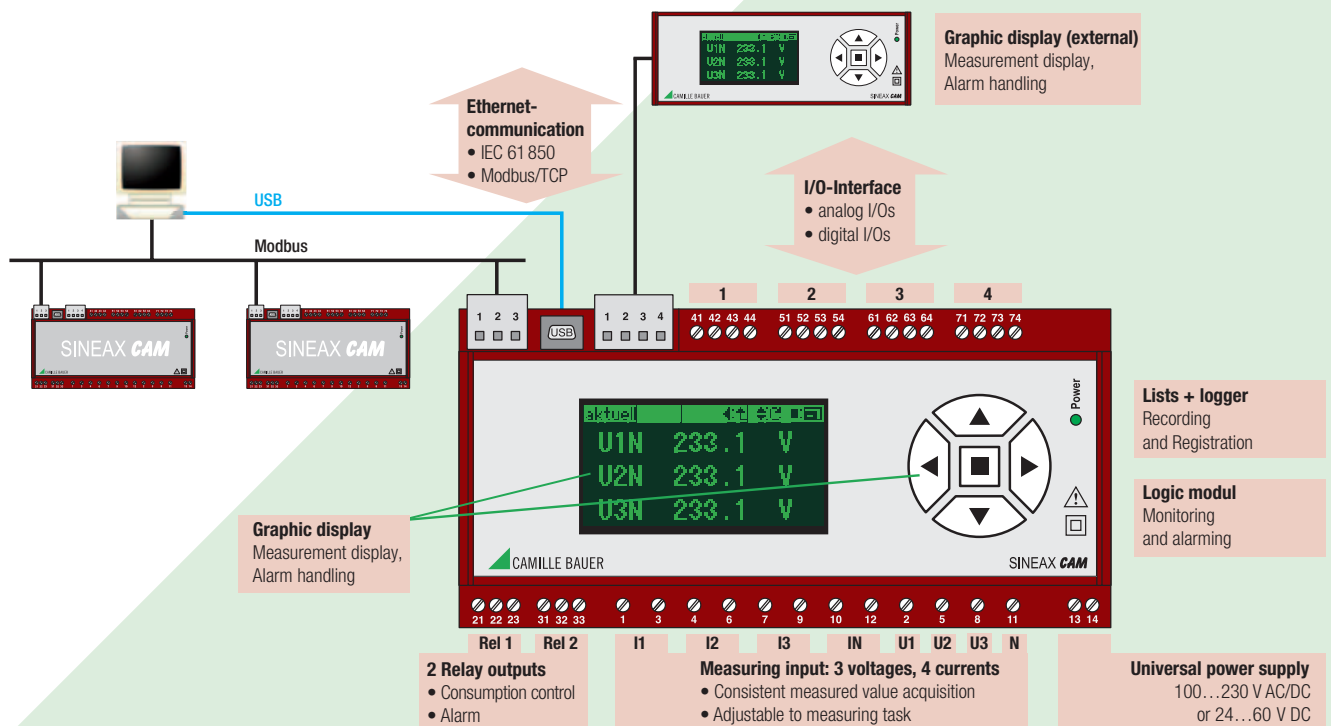 Graphic display (external)
Measurement display,
Alarm handling
U1N 233.1 V
U2N 233.1 V
U3N 233.1 V
Power
CAMILLE BAUER
SINEAX CAM
Ethernet-
communication
• IEC 61850
• Modbus/TCP
I/O-Interface
• analog I/Os
• digital I/Os
USB
Modbus
SINEAX CAM
SINEAX CAM
1 2 3 4
1 2 3
USB
1 2 3 4
41 42 43 44
51 52 53 54
61 62 63 64
71 72 73 74
aktuell
U1N 233.1 V
U2N 233.1 V
U3N 233.1 V
Power
CAMILLE BAUER
SINEAX CAM
Lists + logger
Recording
and Registration
Logic modul
Monitoring
and alarming
Graphic display
Measurement display,
Alarm handling
21 22 23 31 32 33 1 3 4 6 7 9 10 12 2 5 8 11 13 14
Rel 1 Rel 2 I1 I2 I3 IN U1 U2 U3 N
2 Relay outputs
• Consumption control
• Alarm
Measuring input: 3 voltages, 4 currents
• Consistent measured value acquisition
• Adjustable to measuring task
Universal power supply
100…230 V AC/DC
or 24…60 V DC